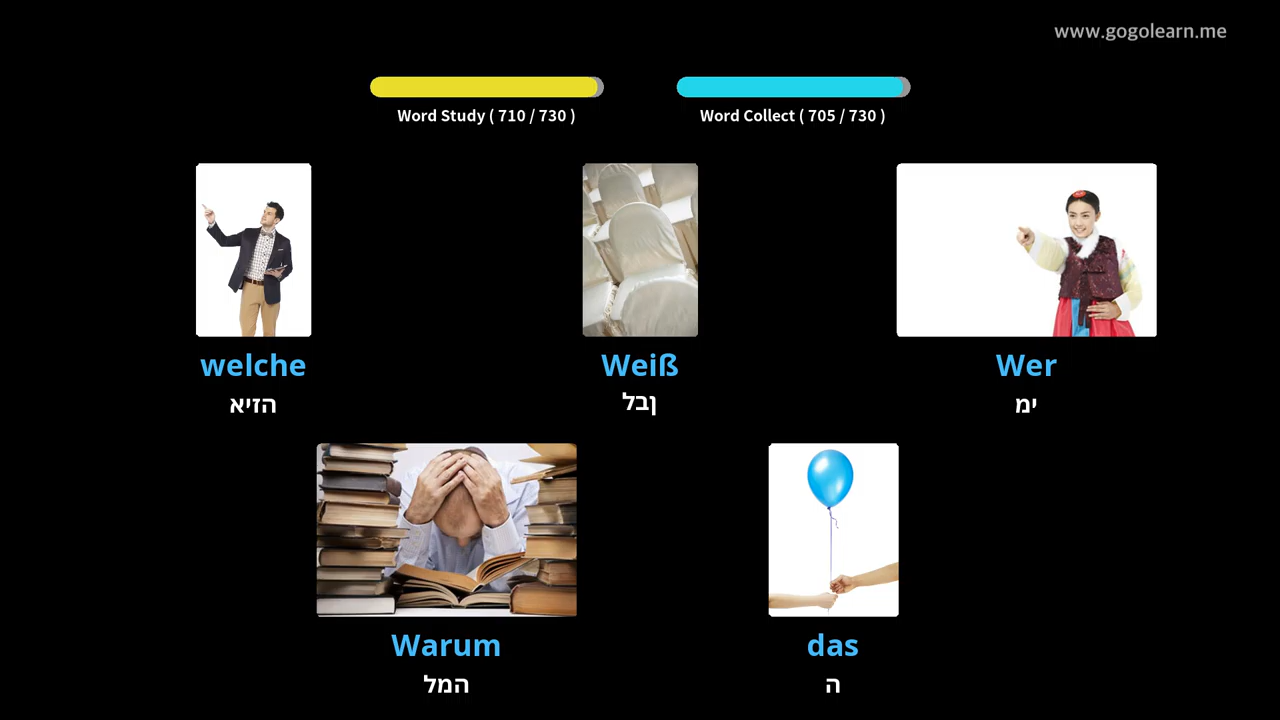 www.gogolearn.me
Word Study ( 710 / 730 )
Word Collect ( 705 / 730 )
welche
הזיא
Weiß
ןבל
Wer
ימ
Warum
המל
das
ה